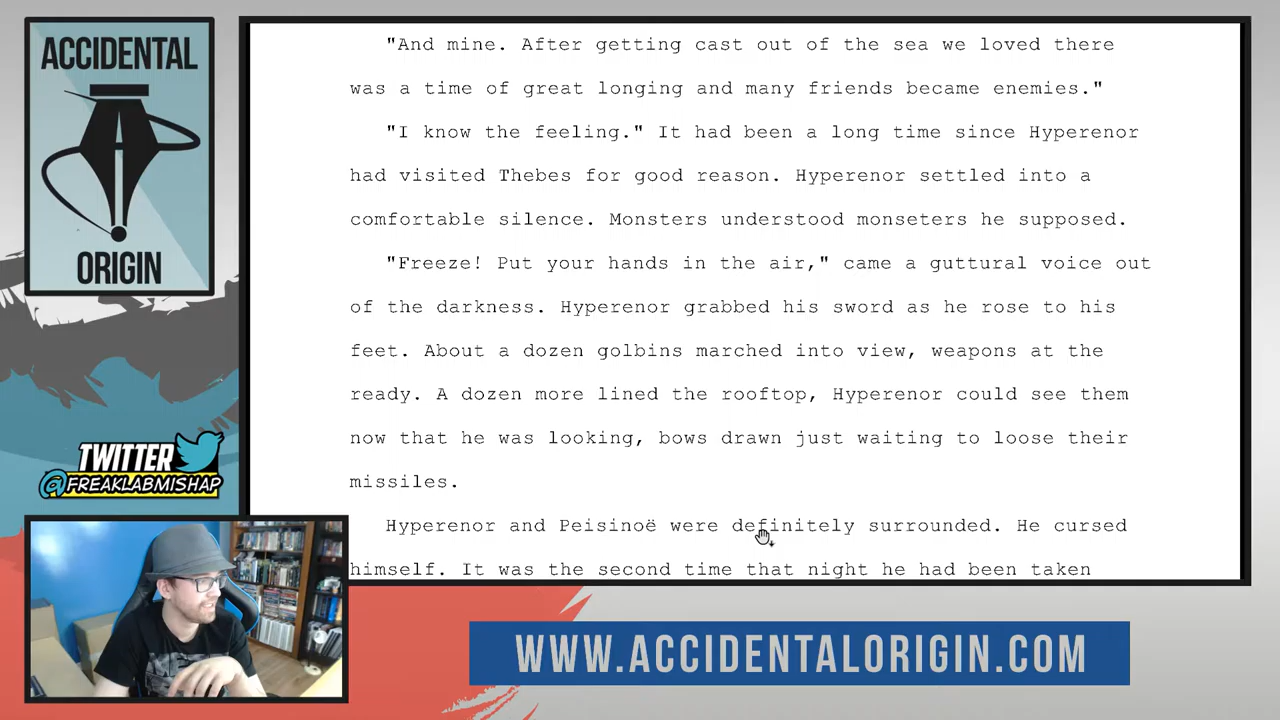 ACCIDENTAL
ORIGIN
"And mine. After getting cast out of the sea we loved there
was a time of great longing and many friends became enemies."
"I know the feeling." It had been a long time since Hyperenor
had visited Thebes for good reason. Hyperenor settled into a
comfortable silence. Monsters understood monseters he supposed.
"Freeze! Put your hands in the air," came a guttural voice out
of the darkness. Hyperenor grabbed his sword as he rose to his
feet. About a dozen golbins marched into view, weapons at the
ready. A dozen more lined the rooftop, Hyperenor could see them
now that he was looking, bows drawn just waiting to loose their
missiles.
Hyperenor and Peisinoë were definitely surrounded. He cursed
himself. It was the second time that night he had been taken
TWITTER
@FREAKLABMISHAP
WWW.ACCIDENTALORIGIN.COM